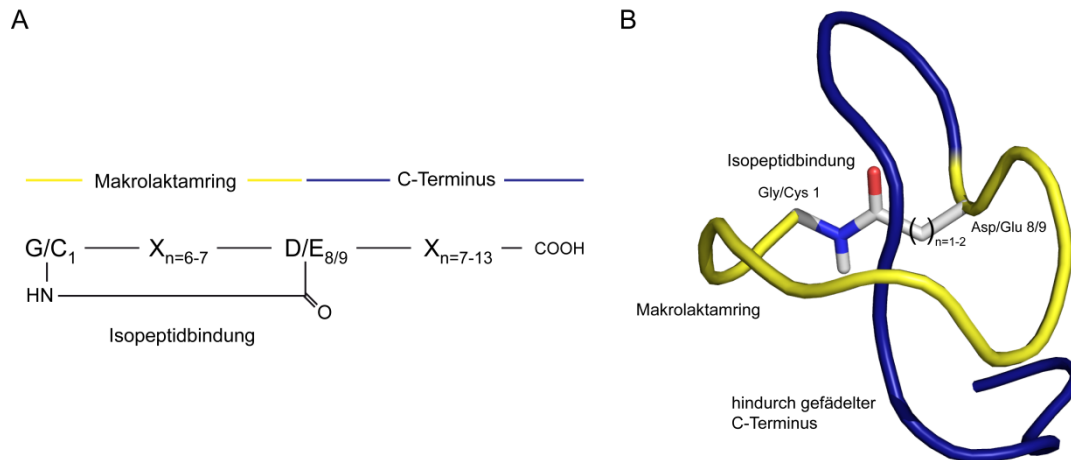 A
Makrolaktamring C-Terminus
G/C1 Xn=6-7 D/E8/9 Xn=7-13 COOH
HN O
Isopeptidbindung
B
Isopeptidbindung
Gly/Cys 1
( )n=1-2 Asp/Glu 8/9
Makrolaktamring
hindurch gefädelter
C-Terminus